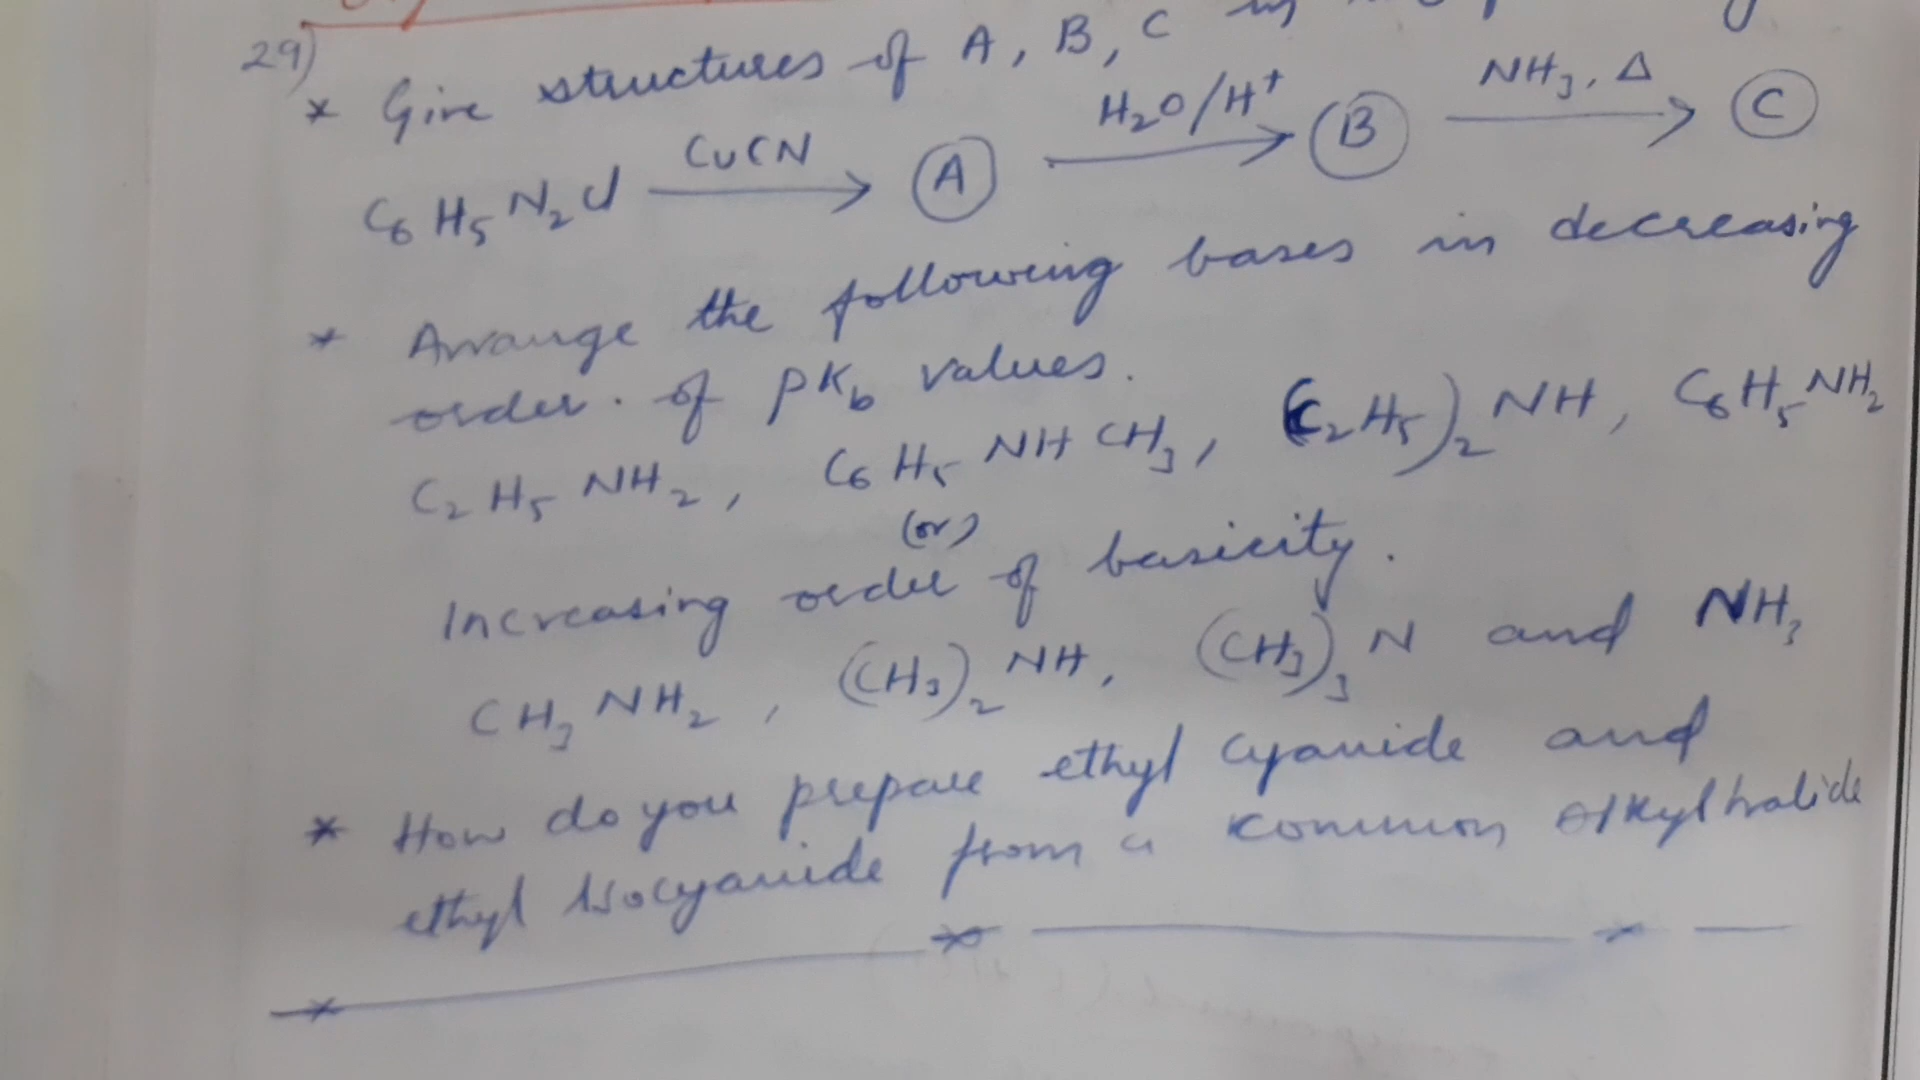 29)
* Give structures of A, B, C in
C6H5N2Cl CuCN → A H2O/H+ → B NH3, Δ → C
* Arrange the following bases in decreasing
order. of pKb values.
C2H5NH2, C6H5NHCH3, (C2H5)2NH, C6H5NH2
(or)
Increasing order of basicity.
CH3NH2, (CH3)2NH, (CH3)3N and NH3
* How do you prepare ethyl cyanide and
ethyl isocyanide from a common alkyl halide